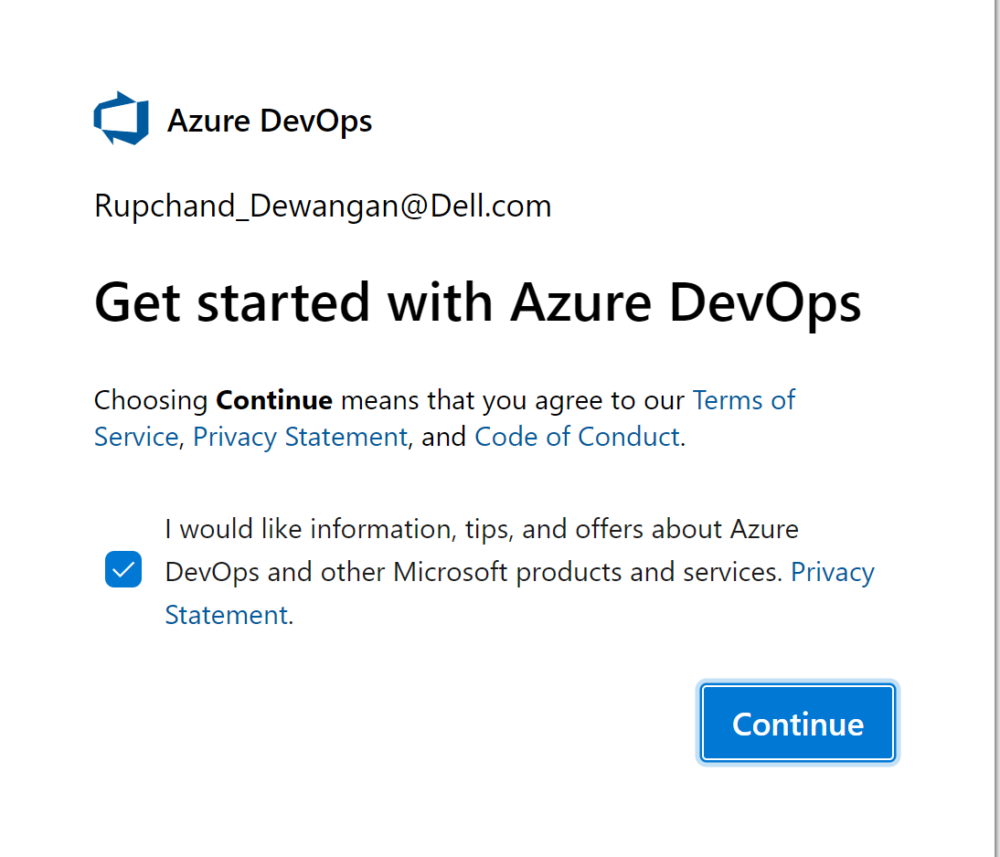 Azure DevOps
Rupchand_Dewangan@Dell.com
Get started with Azure DevOps
Choosing Continue means that you agree to our Terms of
Service, Privacy Statement, and Code of Conduct.
I would like information, tips, and offers about Azure
DevOps and other Microsoft products and services. Privacy
Statement.
Continue